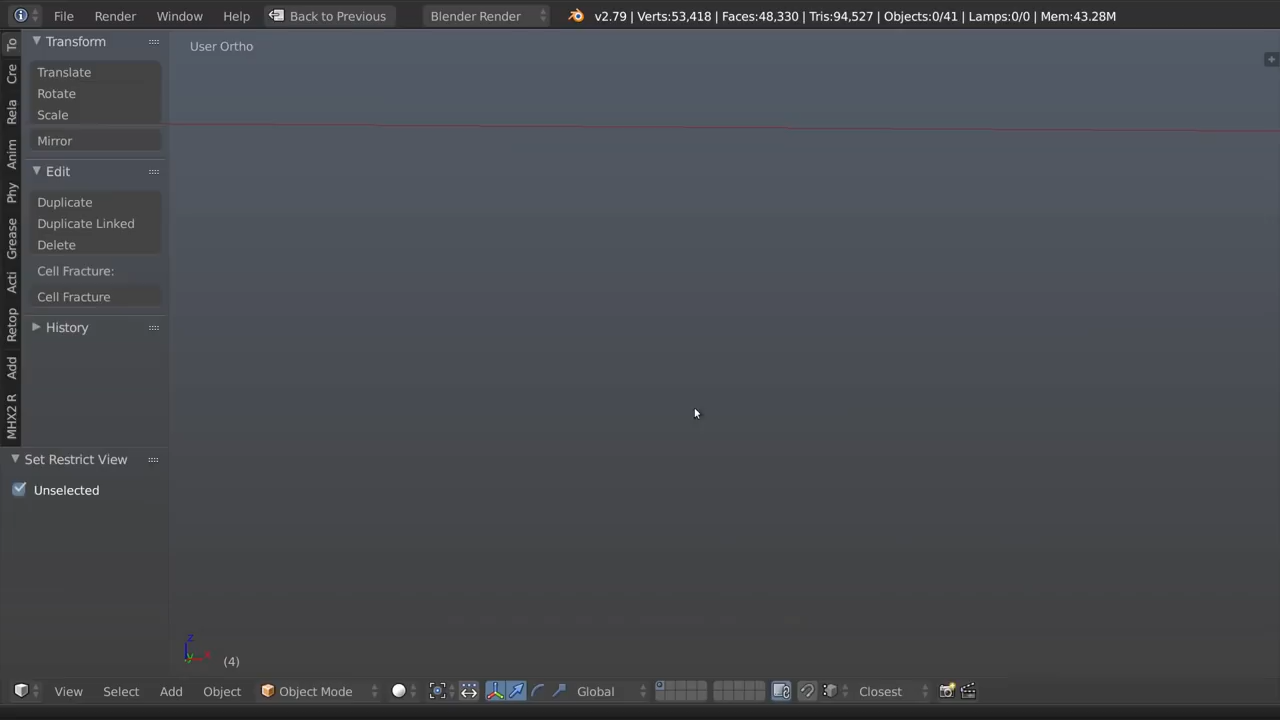 File Render Window Help Back to Previous Blender Render v2.79 | Verts:53,418 | Faces:48,330 | Tris:94,527 | Objects:0/41 | Lamps:0/0 | Mem:43.28M
To
Cre
Rela
Anim
Phy
Grease
Acti
Retop
Add
MHX2 R
Transform
Translate
Rotate
Scale
Mirror
Edit
Duplicate
Duplicate Linked
Delete
Cell Fracture:
Cell Fracture
History
Set Restrict View
Unselected
User Ortho
Z
(4)
View Select Add Object Object Mode Global Closest